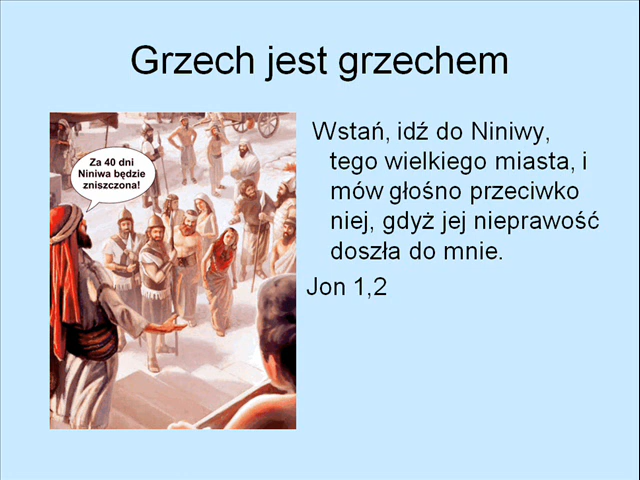 Grzech jest grzechem
Za 40 dni
Niniwa będzie
zniszczona!
Wstań, idź do Niniwy,
tego wielkiego miasta, i
mów głośno przeciwko
niej, gdyż jej nieprawość
doszła do mnie.
Jon 1,2